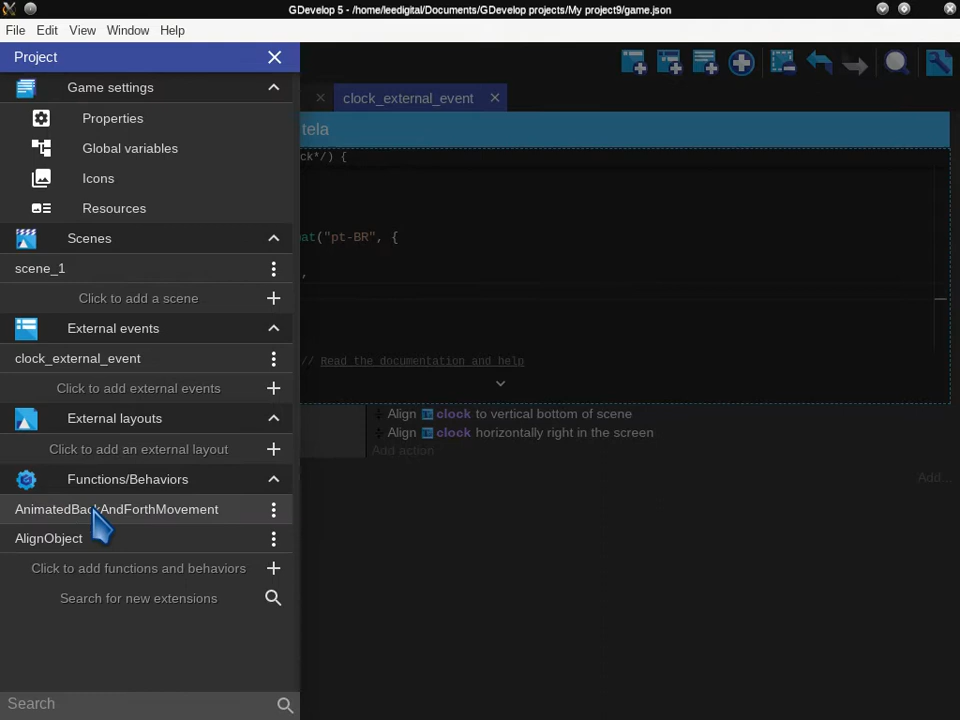 GDevelop 5 - /home/leedigital/Documents/GDevelop projects/My project9/game.json
File Edit View Window Help
Project
Game settings
clock_external_event
Properties
tela
Global variables
ck*/) {
Icons
Resources
Scenes
at("pt-BR", {
scene_1
,
Click to add a scene
External events
clock_external_event
// Read the documentation and help
Click to add external events
External layouts
Align clock to vertical bottom of scene
Align clock horizontally right in the screen
Click to add an external layout
Add action
Functions/Behaviors
Add...
AnimatedBackAndForthMovement
AlignObject
Click to add functions and behaviors
Search for new extensions
Search